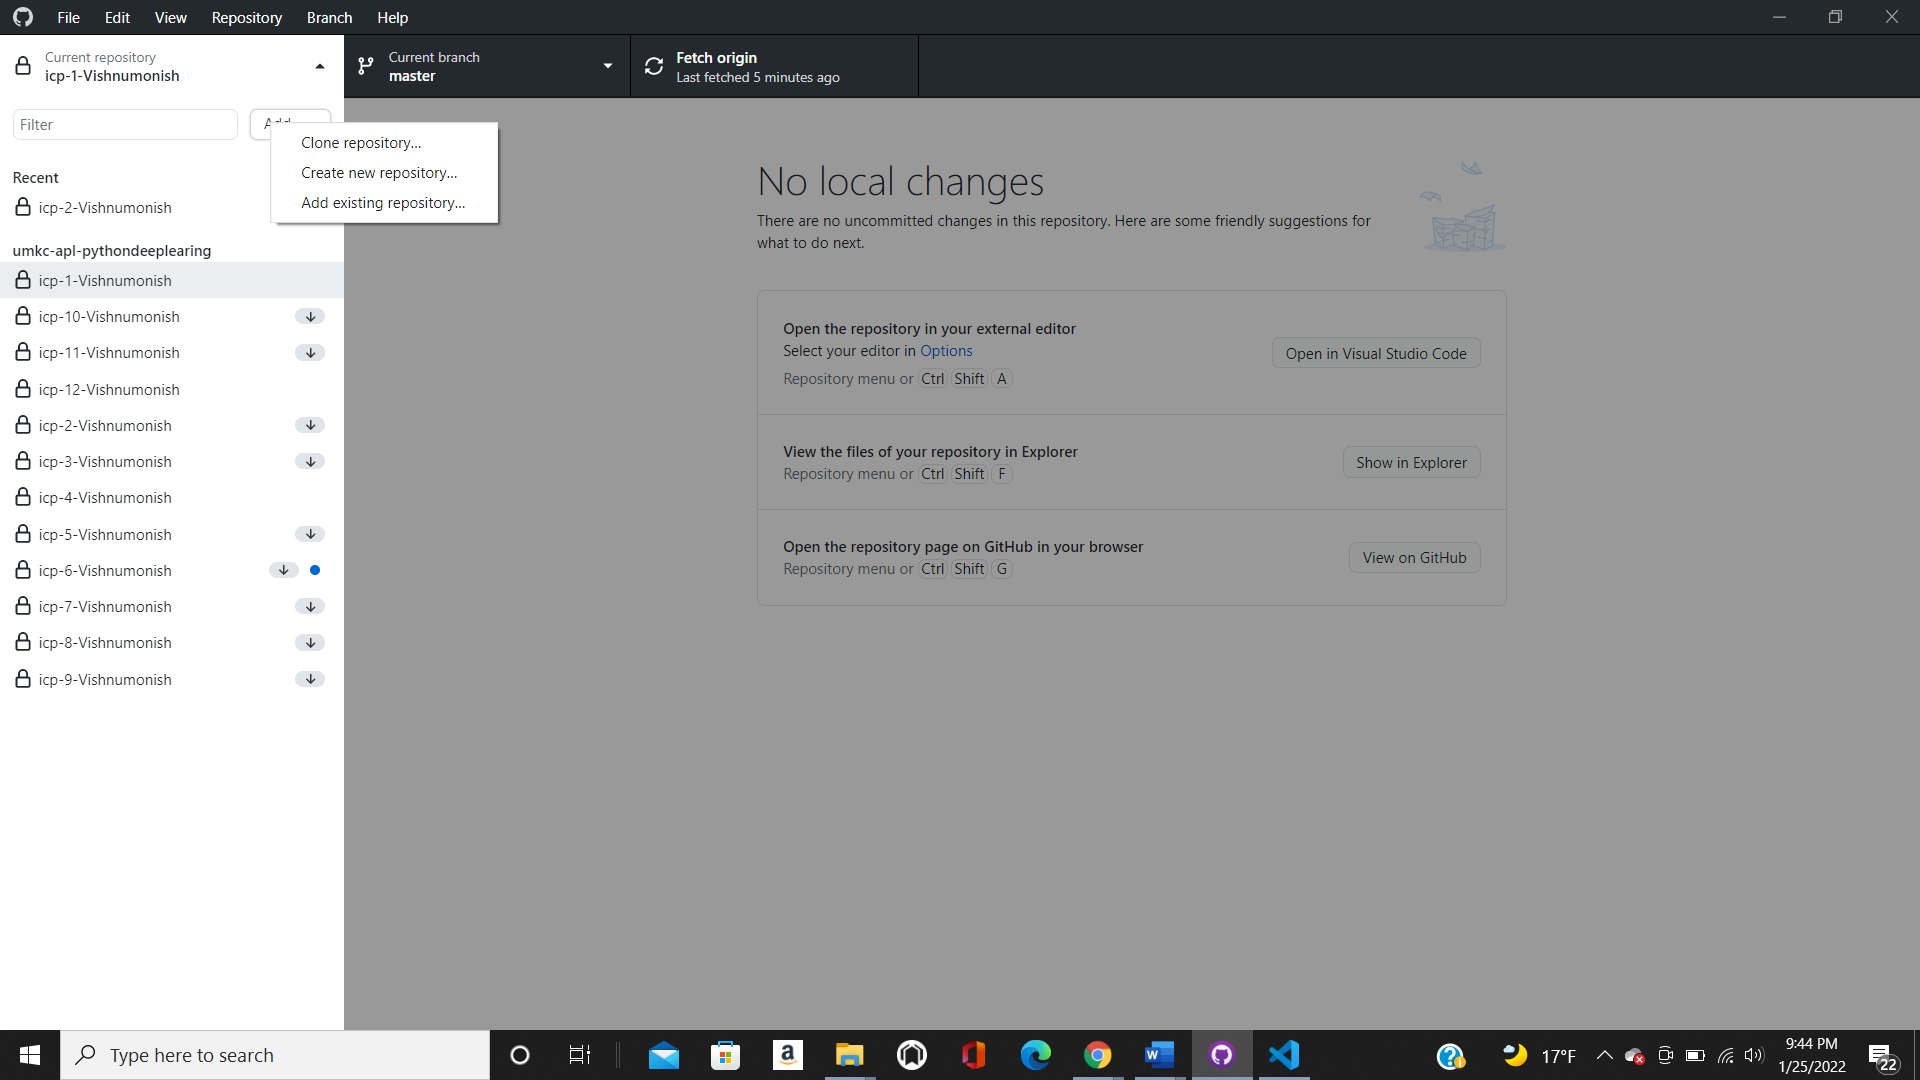 File Edit View Repository Branch Help
Current repository
icp-1-Vishnumonish
Current branch
master
Fetch origin
Last fetched 5 minutes ago
Filter
Add
Clone repository...
Create new repository...
Add existing repository...
Recent
icp-2-Vishnumonish
umkc-apl-pythondeeplearing
icp-1-Vishnumonish
icp-10-Vishnumonish
icp-11-Vishnumonish
icp-12-Vishnumonish
icp-2-Vishnumonish
icp-3-Vishnumonish
icp-4-Vishnumonish
icp-5-Vishnumonish
icp-6-Vishnumonish
icp-7-Vishnumonish
icp-8-Vishnumonish
icp-9-Vishnumonish
No local changes
There are no uncommitted changes in this repository. Here are some friendly suggestions for
what to do next.
Open the repository in your external editor
Select your editor in Options
Repository menu or Ctrl Shift A
Open in Visual Studio Code
View the files of your repository in Explorer
Repository menu or Ctrl Shift F
Show in Explorer
Open the repository page on GitHub in your browser
Repository menu or Ctrl Shift G
View on GitHub
Type here to search
17°F
9:44 PM
1/25/2022
22